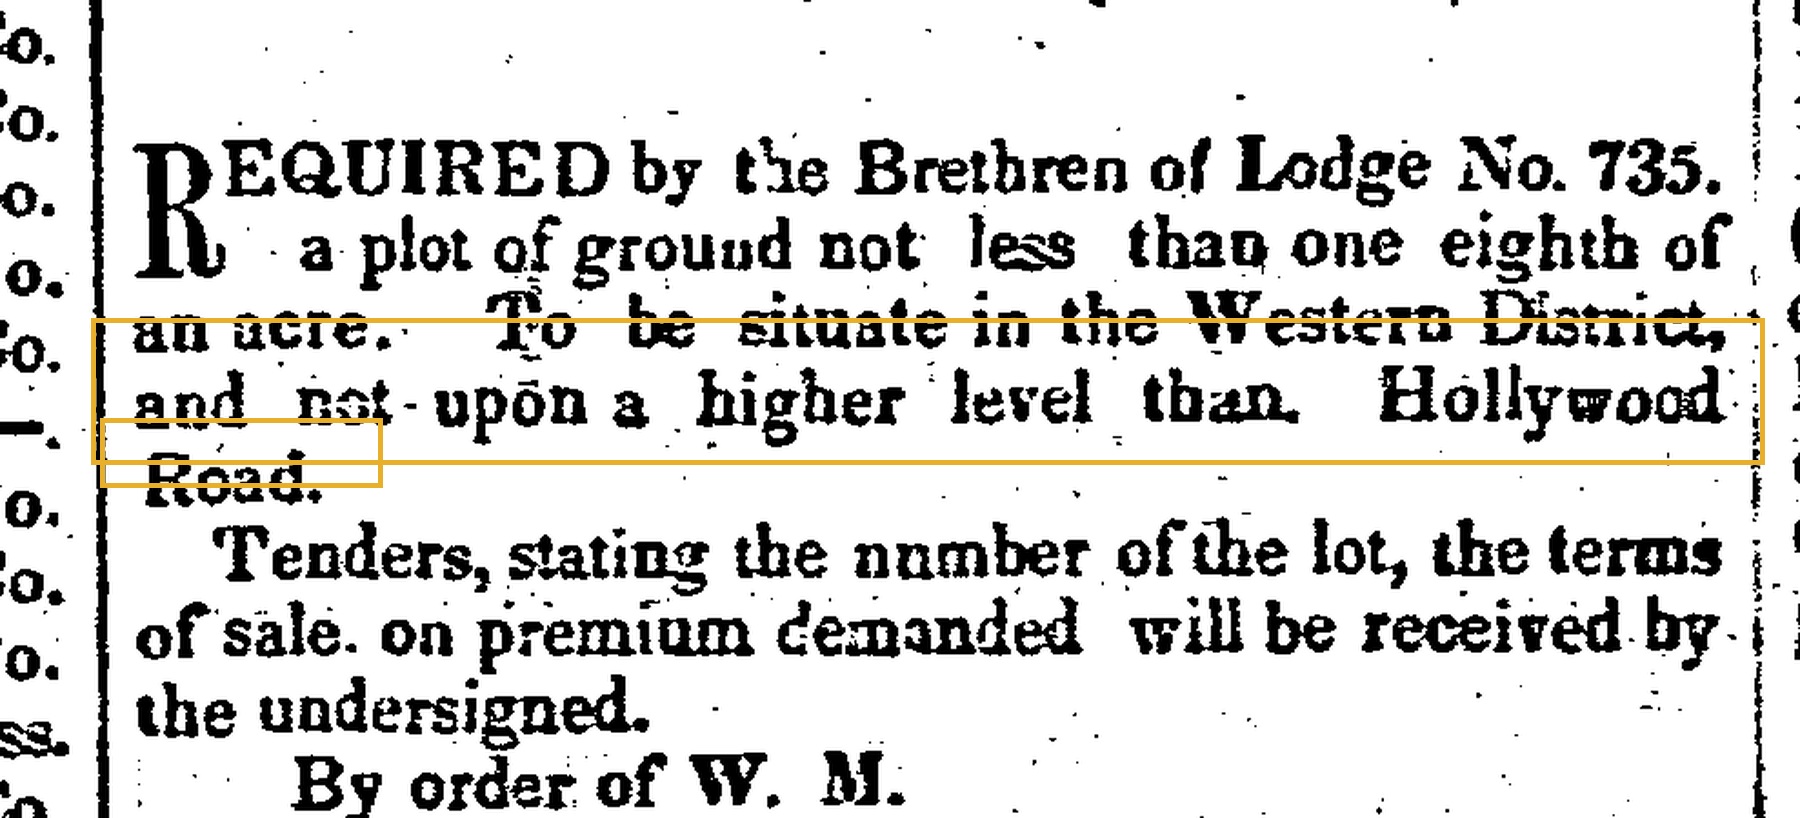 REQUIRED by the Brethren of Lodge No. 735.
a plot of ground not less than one eighth of
an acre. To be situate in the Western District,
and not upon a higher level than. Hollywood
Road.
Tenders, stating the nnmber of the lot, the terms
of sale. on premium demanded will be received by
the undersigned.
By order of W. M.